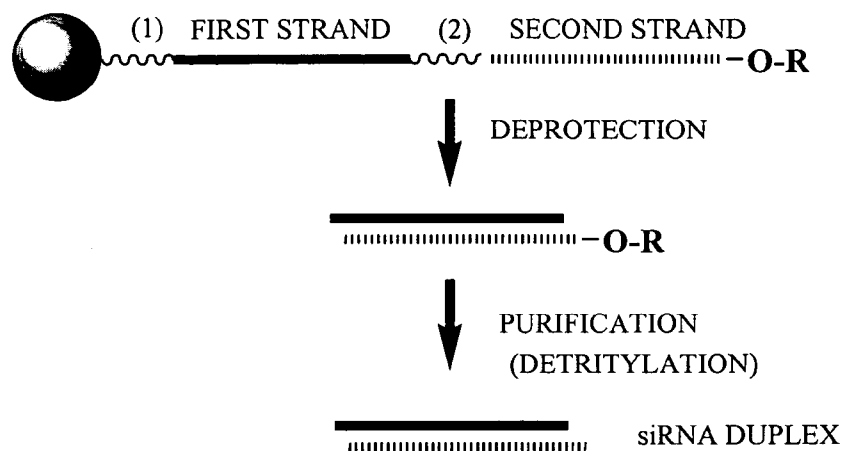 (1) FIRST STRAND (2) SECOND STRAND
–O-R
DEPROTECTION
–O-R
PURIFICATION
(DETRITYLATION)
siRNA DUPLEX